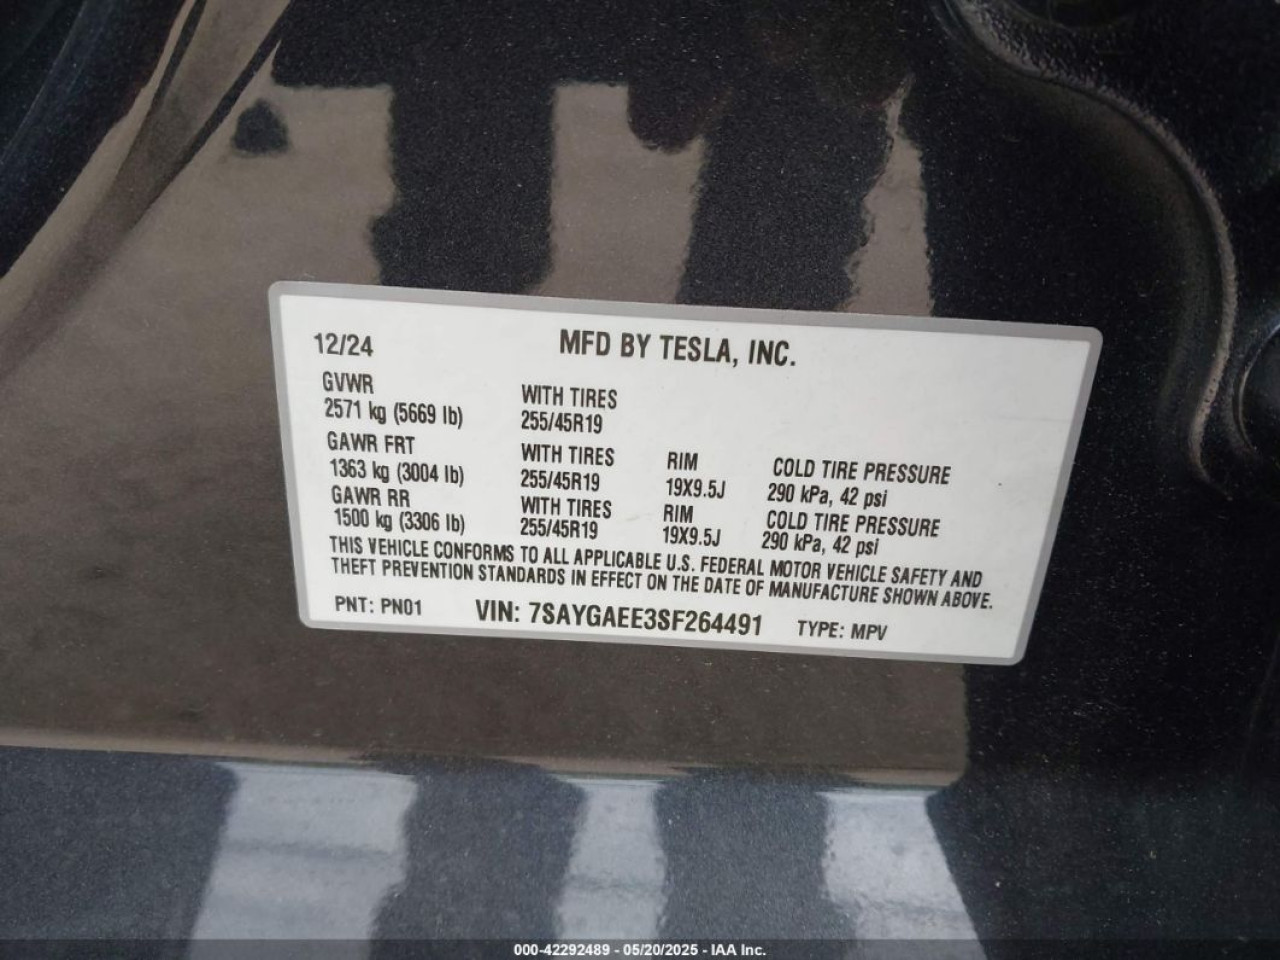 12/24 MFD BY TESLA, INC.
GVWR WITH TIRES
2571 kg (5669 lb) 255/45R19
GAWR FRT WITH TIRES RIM COLD TIRE PRESSURE
1363 kg (3004 lb) 255/45R19 19X9.5J 290 kPa, 42 psi
GAWR RR WITH TIRES RIM COLD TIRE PRESSURE
1500 kg (3306 lb) 255/45R19 19X9.5J 290 kPa, 42 psi
THIS VEHICLE CONFORMS TO ALL APPLICABLE U.S. FEDERAL MOTOR VEHICLE SAFETY AND
THEFT PREVENTION STANDARDS IN EFFECT ON THE DATE OF MANUFACTURE SHOWN ABOVE.
PNT: PN01 VIN: 7SAYGAEE3SF264491 TYPE: MPV
000-42292489 - 05/20/2025 - IAA Inc.